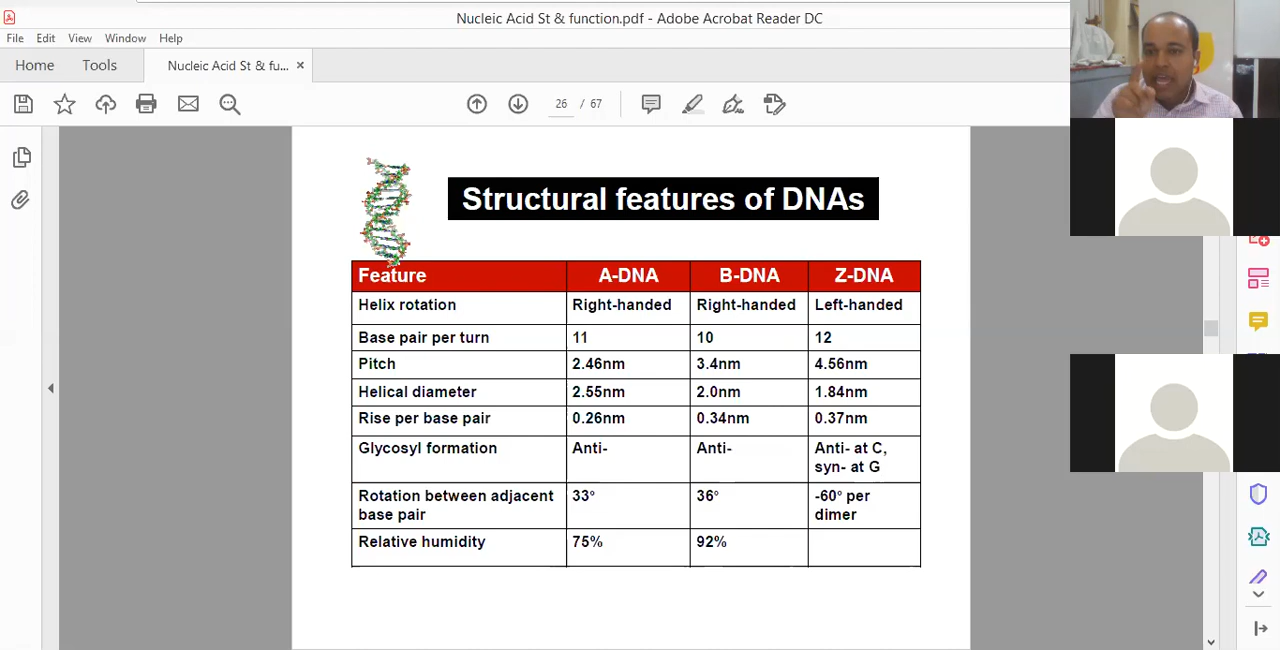 Nucleic Acid St & function.pdf - Adobe Acrobat Reader DC
File Edit View Window Help
Home Tools Nucleic Acid St & fu... ×
26 / 67
Structural features of DNAs
Feature A-DNA B-DNA Z-DNA
Helix rotation Right-handed Right-handed Left-handed
Base pair per turn 11 10 12
Pitch 2.46nm 3.4nm 4.56nm
Helical diameter 2.55nm 2.0nm 1.84nm
Rise per base pair 0.26nm 0.34nm 0.37nm
Glycosyl formation Anti- Anti- Anti- at C,
syn- at G
Rotation between adjacent 33° 36° -60° per
base pair dimer
Relative humidity 75% 92%